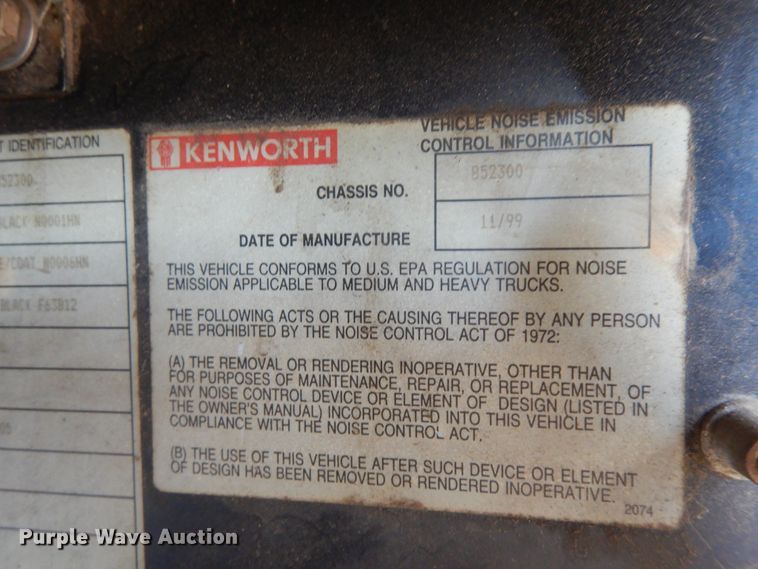 T IDENTIFICATION
52300
BLACK N0001HN
E/COAT N0006HN
BLACK F63B12
KENWORTH
VEHICLE NOISE EMISSION
CONTROL INFORMATION
CHASSIS NO.
852300
DATE OF MANUFACTURE
11/99
THIS VEHICLE CONFORMS TO U.S. EPA REGULATION FOR NOISE
EMISSION APPLICABLE TO MEDIUM AND HEAVY TRUCKS.
THE FOLLOWING ACTS OR THE CAUSING THEREOF BY ANY PERSON
ARE PROHIBITED BY THE NOISE CONTROL ACT OF 1972:
(A) THE REMOVAL OR RENDERING INOPERATIVE, OTHER THAN
FOR PURPOSES OF MAINTENANCE, REPAIR, OR REPLACEMENT, OF
ANY NOISE CONTROL DEVICE OR ELEMENT OF DESIGN (LISTED IN
THE OWNER'S MANUAL) INCORPORATED INTO THIS VEHICLE IN
COMPLIANCE WITH THE NOISE CONTROL ACT.
(B) THE USE OF THIS VEHICLE AFTER SUCH DEVICE OR ELEMENT
OF DESIGN HAS BEEN REMOVED OR RENDERED INOPERATIVE.
2074
Purple Wave Auction